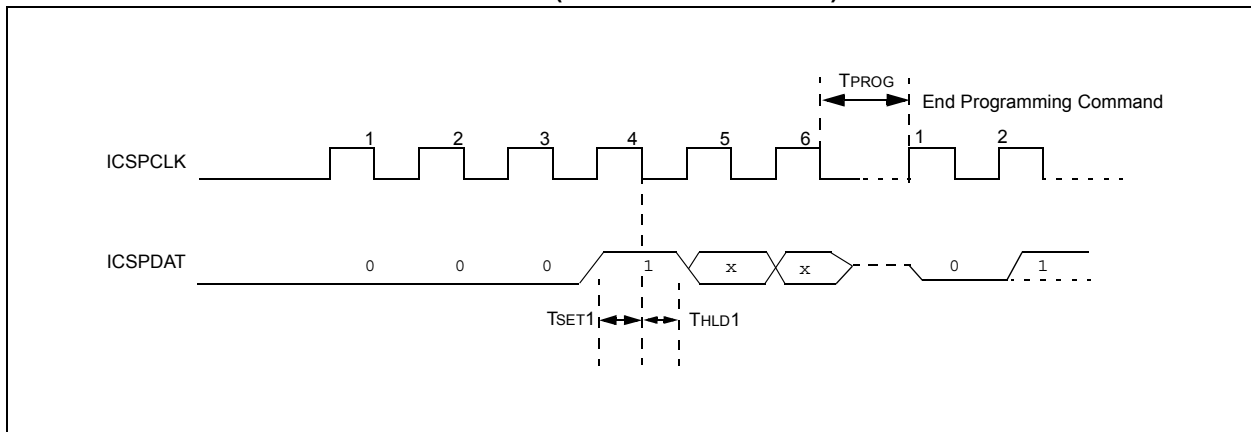 TPROG
End Programming Command
1 2 3 4 5 6 1 2
ICSPCLK
ICSPDAT
0 0 0 1 x x 0 1
TSET1 THLD1